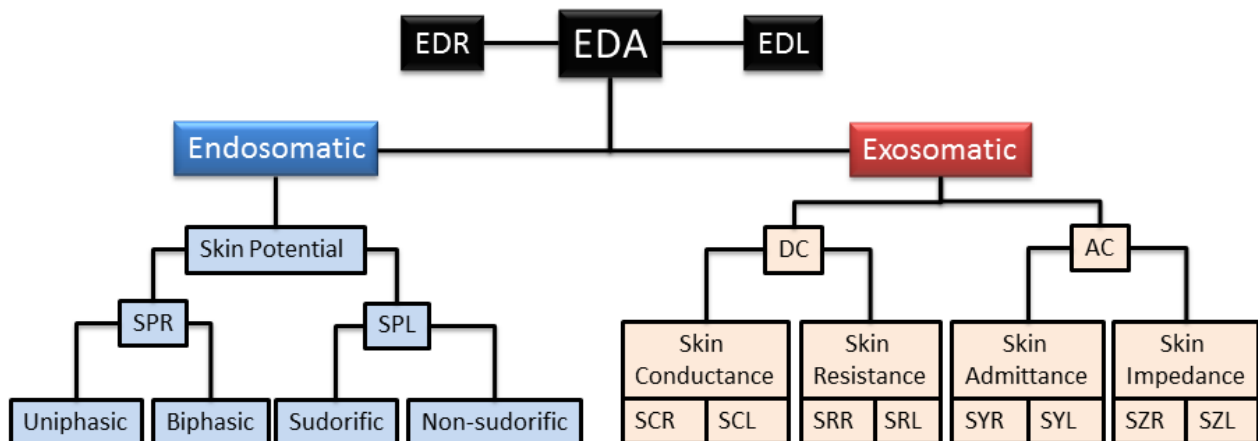 EDR
EDA
EDL
Endosomatic
Exosomatic
Skin Potential
DC
AC
SPR
SPL
Skin
Conductance
Skin
Resistance
Skin
Admittance
Skin
Impedance
Uniphasic
Biphasic
Sudorific
Non-sudorific
SCR
SCL
SRR
SRL
SYR
SYL
SZR
SZL